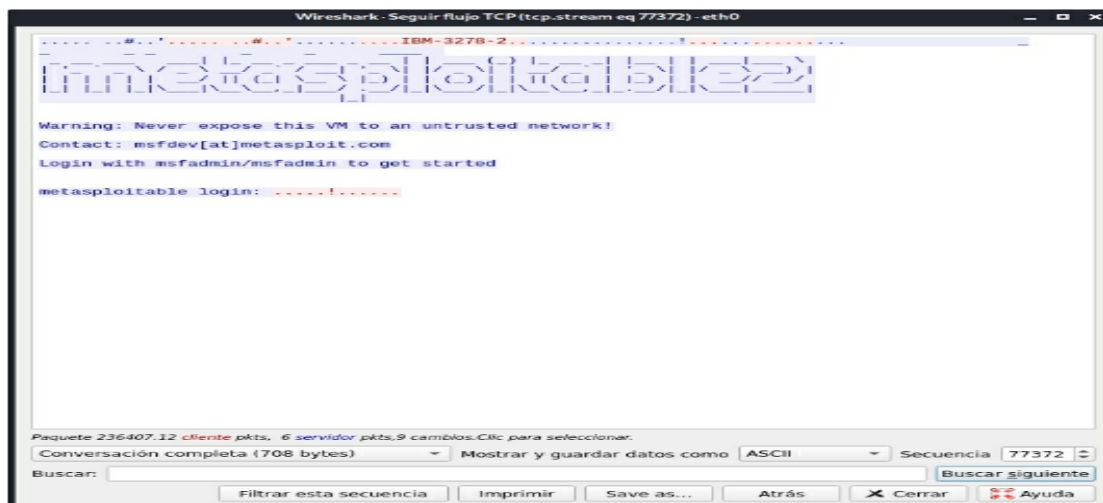 Wireshark · Seguir flujo TCP (tcp.stream eq 77372) · eth0
..... ..#..'..... ..#..'..........IBM-3278-2................!...............
metasploitable2
Warning: Never expose this VM to an untrusted network!
Contact: msfdev[at]metasploit.com
Login with msfadmin/msfadmin to get started
metasploitable login: .....!......
Paquete 236407.12 cliente pkts, 6 servidor pkts,9 cambios.Clic para seleccionar.
Conversación completa (708 bytes) Mostrar y guardar datos como ASCII Secuencia 77372
Buscar: Buscar siguiente
Filtrar esta secuencia Imprimir Save as... Atrás Cerrar Ayuda